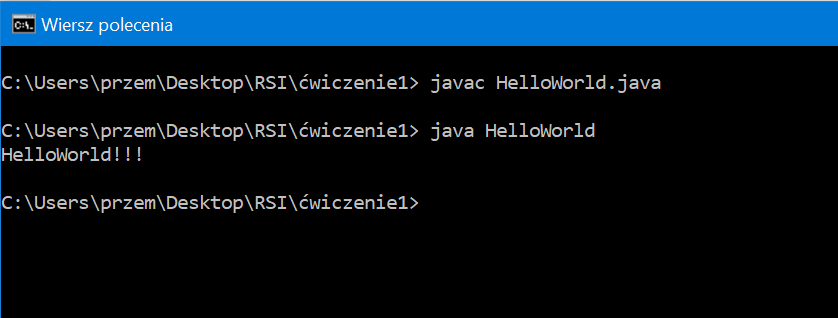 Wiersz polecenia
C:\Users\przem\Desktop\RSI\ćwiczenie1> javac HelloWorld.java
C:\Users\przem\Desktop\RSI\ćwiczenie1> java HelloWorld
HelloWorld!!!
C:\Users\przem\Desktop\RSI\ćwiczenie1>